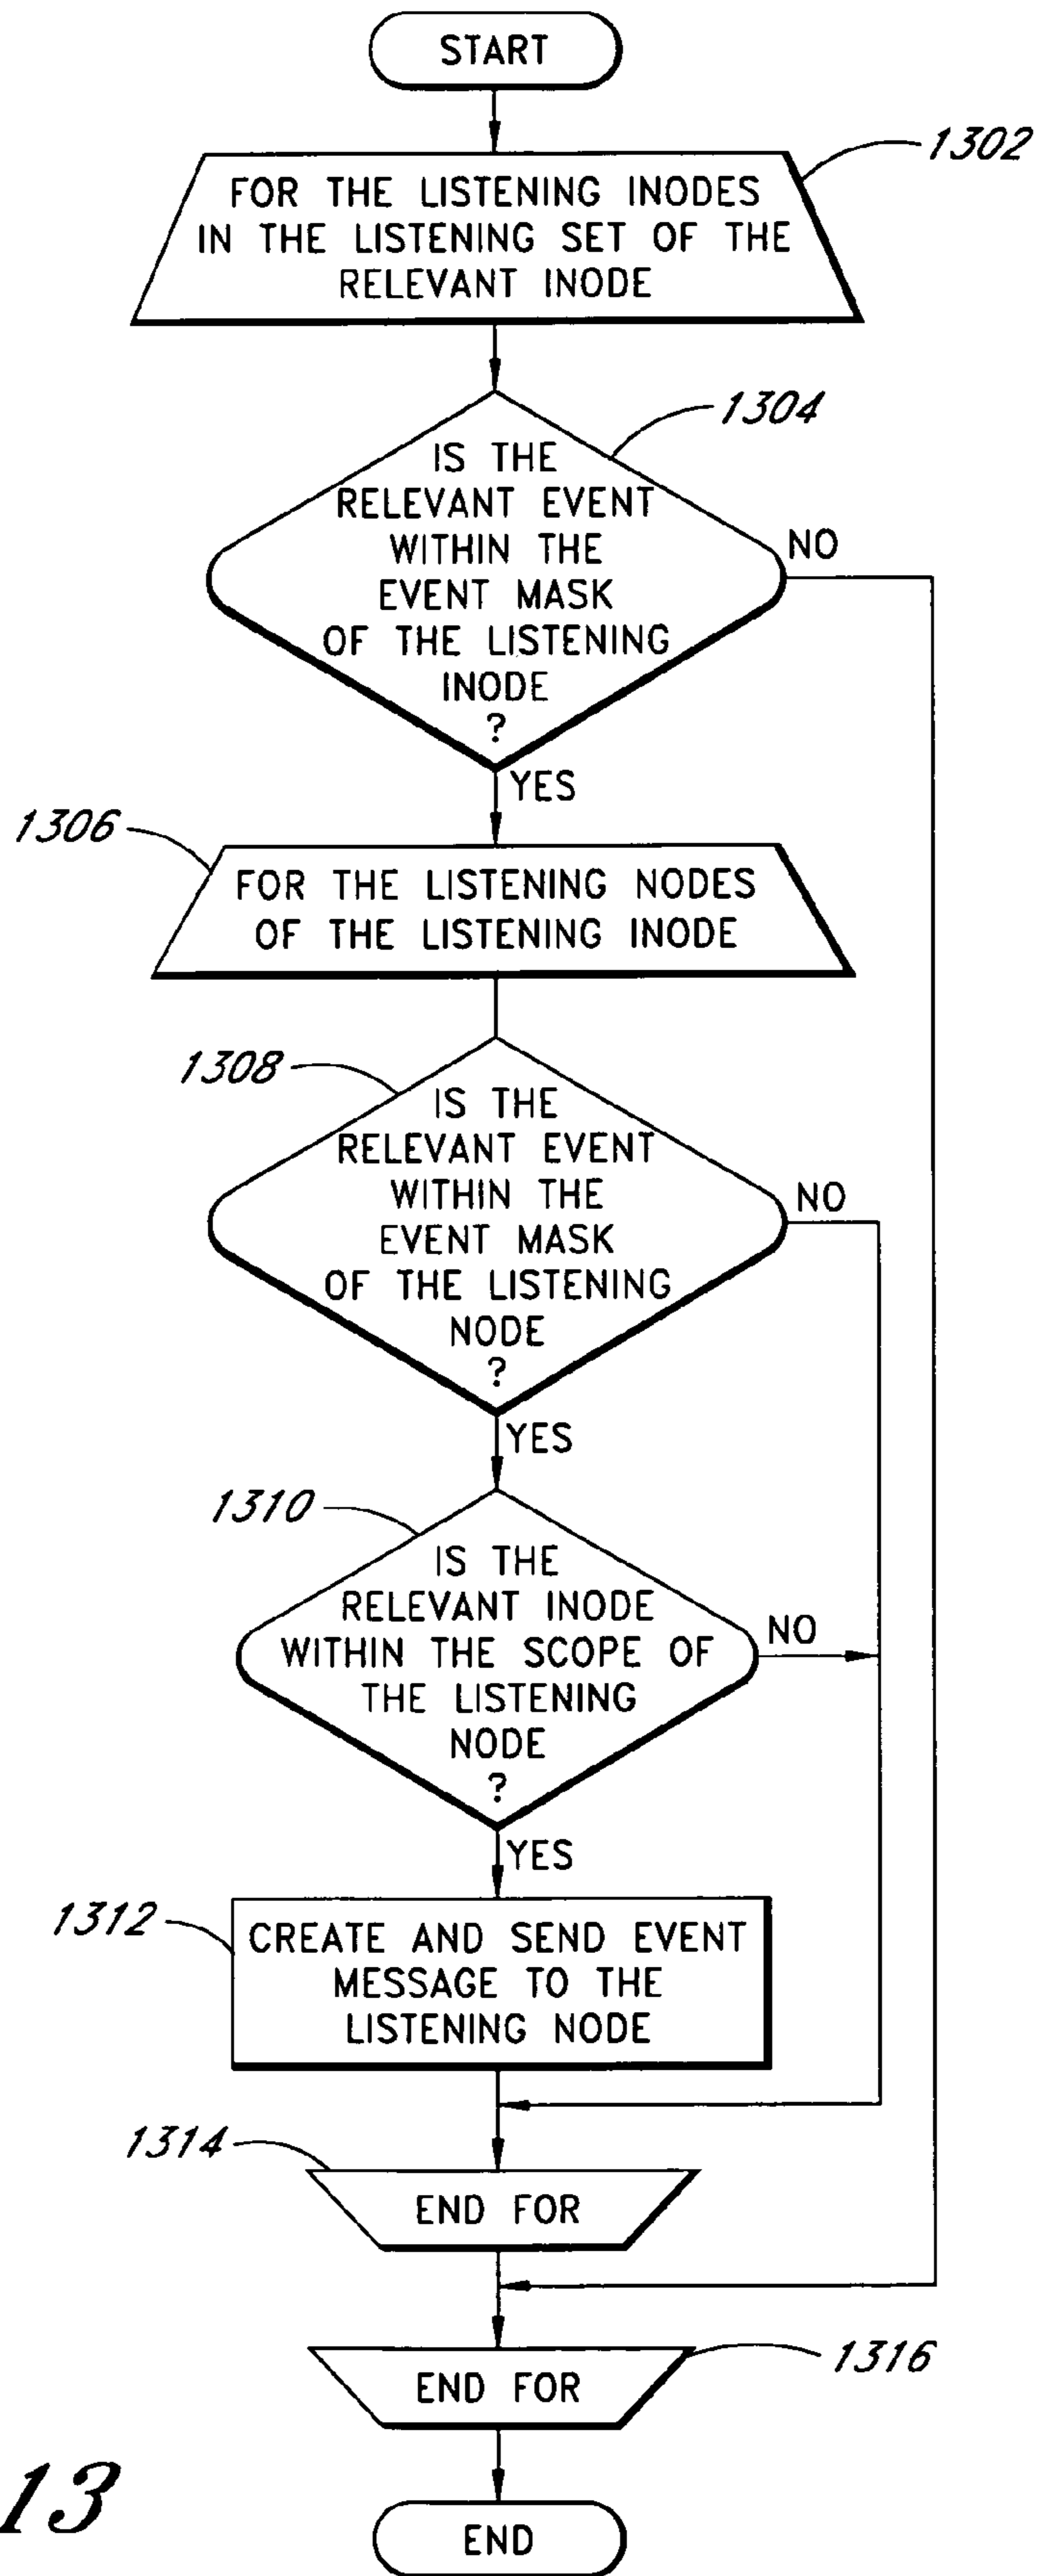 START
1302
FOR THE LISTENING INODES
IN THE LISTENING SET OF THE
RELEVANT INODE
1304
IS THE
RELEVANT EVENT
WITHIN THE
EVENT MASK
OF THE LISTENING
INODE
?
NO
YES
1306
FOR THE LISTENING NODES
OF THE LISTENING INODE
1308
IS THE
RELEVANT EVENT
WITHIN THE
EVENT MASK
OF THE LISTENING
NODE
?
NO
YES
1310
IS THE
RELEVANT INODE
WITHIN THE SCOPE OF
THE LISTENING
NODE
?
NO
YES
1312
CREATE AND SEND EVENT
MESSAGE TO THE
LISTENING NODE
1314
END FOR
1316
END FOR
13
END